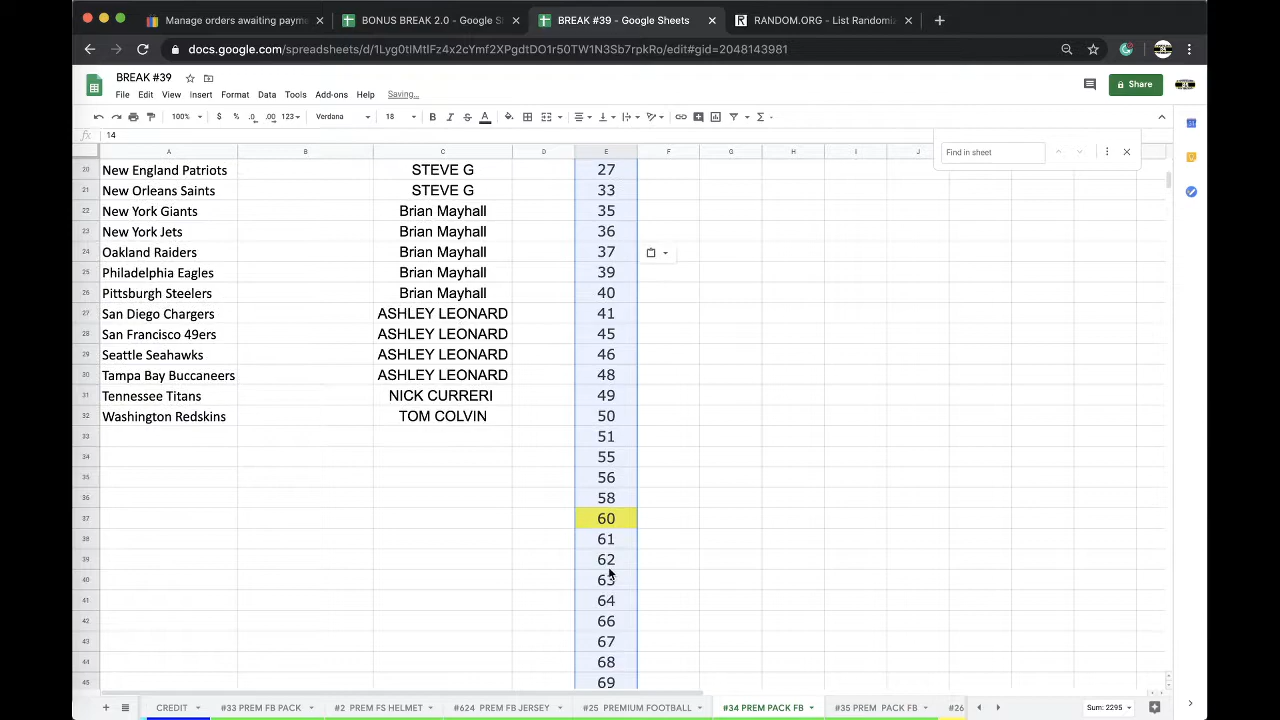 Manage orders awaiting payme
BONUS BREAK 2.0 - Google S
BREAK #39 - Google Sheets
RANDOM.ORG - List Randomiz
docs.google.com/spreadsheets/d/1Lyg0tIMtlFz4x2cYmf2XPgdtDO1r50TW1N3Sb7rpkRo/edit#gid=2048143981
BREAK #39
File Edit View Insert Format Data Tools Add-ons Help Saving...
Share
100% $ % .0 .00 123 Verdana 18 B I S A
fx 14
Find in sheet
A B C D E F G H I J
20 New England Patriots STEVE G 27
21 New Orleans Saints STEVE G 33
22 New York Giants Brian Mayhall 35
23 New York Jets Brian Mayhall 36
24 Oakland Raiders Brian Mayhall 37
25 Philadelphia Eagles Brian Mayhall 39
26 Pittsburgh Steelers Brian Mayhall 40
27 San Diego Chargers ASHLEY LEONARD 41
28 San Francisco 49ers ASHLEY LEONARD 45
29 Seattle Seahawks ASHLEY LEONARD 46
30 Tampa Bay Buccaneers ASHLEY LEONARD 48
31 Tennessee Titans NICK CURRERI 49
32 Washington Redskins TOM COLVIN 50
33 51
34 55
35 56
36 58
37 60
38 61
39 62
40 63
41 64
42 66
43 67
44 68
45 69
CREDIT #33 PREM FB PACK #2 PREM FS HELMET #624 PREM FB JERSEY #25 PREMIUM FOOTBALL #34 PREM PACK FB #35 PREM PACK FB #26
Sum: 2295